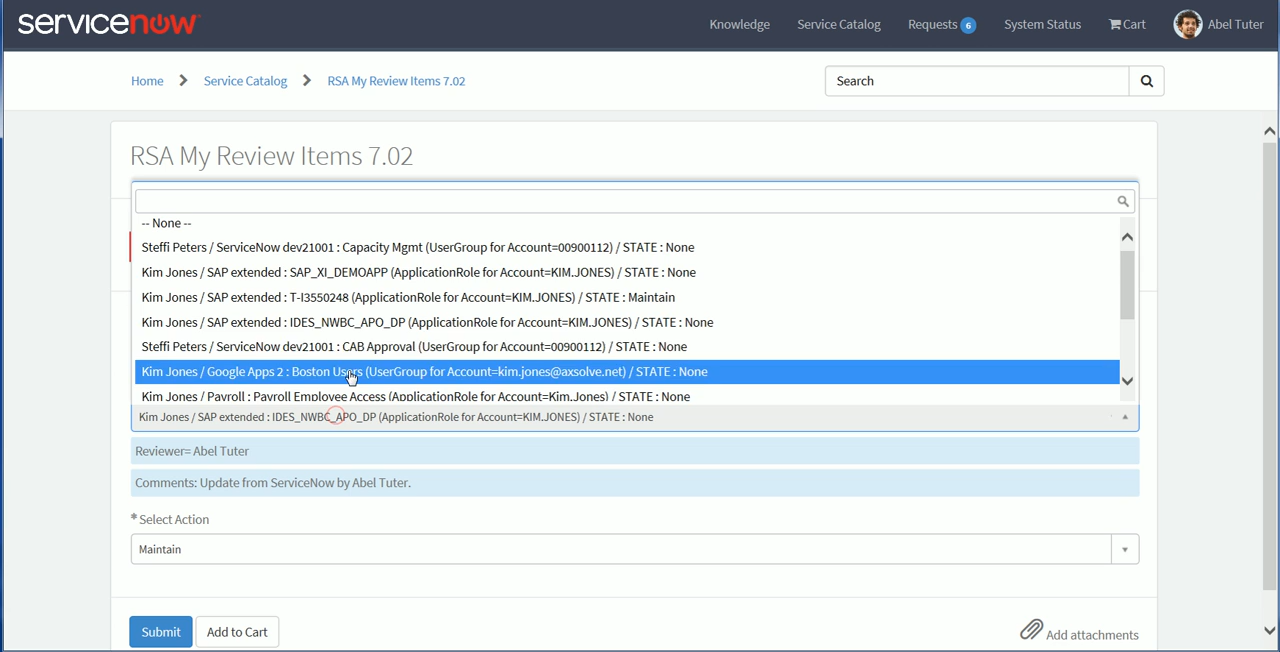 servicenow
Knowledge Service Catalog Requests 6 System Status Cart Abel Tuter
Home Service Catalog RSA My Review Items 7.02 Search
RSA My Review Items 7.02
-- None --
Steffi Peters / ServiceNow dev21001 : Capacity Mgmt (UserGroup for Account=00900112) / STATE : None
Kim Jones / SAP extended : SAP_XI_DEMOAPP (ApplicationRole for Account=KIM.JONES) / STATE : None
Kim Jones / SAP extended : T-I3550248 (ApplicationRole for Account=KIM.JONES) / STATE : Maintain
Kim Jones / SAP extended : IDES_NWBC_APO_DP (ApplicationRole for Account=KIM.JONES) / STATE : None
Steffi Peters / ServiceNow dev21001 : CAB Approval (UserGroup for Account=00900112) / STATE : None
Kim Jones / Google Apps 2 : Boston Users (UserGroup for Account=kim.jones@axsolve.net) / STATE : None
Kim Jones / Payroll : Payroll Employee Access (ApplicationRole for Account=Kim.Jones) / STATE : None
Kim Jones / SAP extended : IDES_NWBC_APO_DP (ApplicationRole for Account=KIM.JONES) / STATE : None
Reviewer= Abel Tuter
Comments: Update from ServiceNow by Abel Tuter.
* Select Action
Maintain
Submit Add to Cart Add attachments